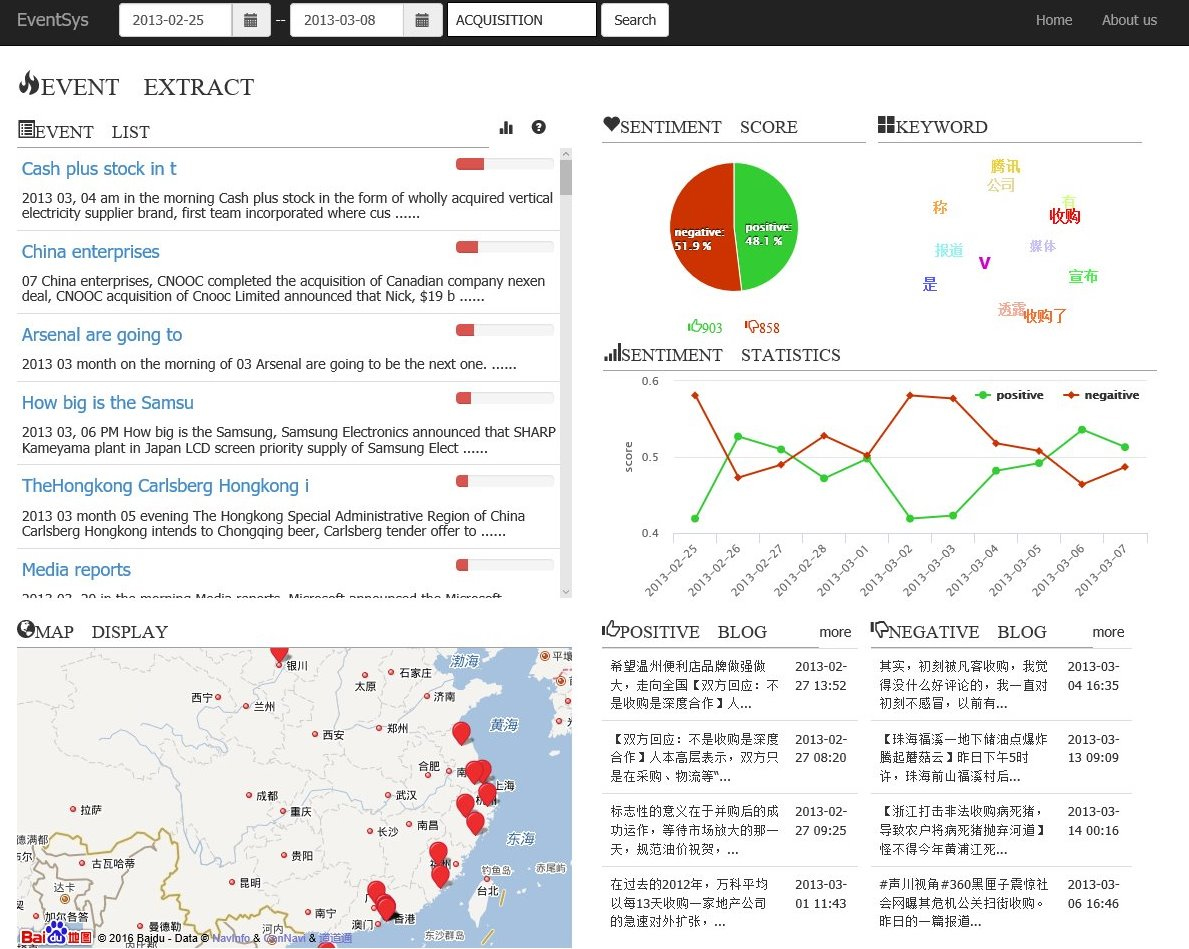 EventSys 2013-02-25 -- 2013-03-08 ACQUISITION Search Home About us
EVENT EXTRACT
EVENT LIST
Cash plus stock in t
2013 03, 04 am in the morning Cash plus stock in the form of wholly acquired vertical
electricity supplier brand, first team incorporated where cus ......
China enterprises
07 China enterprises, CNOOC completed the acquisition of Canadian company nexen
deal, CNOOC acquisition of Cnooc Limited announced that Nick, $19 b ......
Arsenal are going to
2013 03 month on the morning of 03 Arsenal are going to be the next one. ......
How big is the Samsu
2013 03, 06 PM How big is the Samsung, Samsung Electronics announced that SHARP
Kameyama plant in Japan LCD screen priority supply of Samsung Elect ......
TheHongkong Carlsberg Hongkong i
2013 03 month 05 evening The Hongkong Special Administrative Region of China
Carlsberg Hongkong intends to Chongqing beer, Carlsberg tender offer to ......
Media reports
2013 03, 20 in the morning Media reports, Microsoft announced the Microsoft
SENTIMENT SCORE
negative:
51.9 %
positive:
48.1 %
903 858
KEYWORD
腾讯
公司
有
称
收购
报道
媒体
V
宣布
是
透露
收购了
SENTIMENT STATISTICS
positive negaitive
score
0.6
0.5
0.4
2013-02-25
2013-02-26
2013-02-27
2013-02-28
2013-03-01
2013-03-02
2013-03-03
2013-03-04
2013-03-05
2013-03-06
2013-03-07
MAP DISPLAY
银川
渤海
平壤
石家庄
太原
西宁
济南
兰州
黄海
郑州
西安
合肥
上海
成都
武汉
拉萨
重庆
南昌
长沙
东海
德满都
贵阳
古瓦哈蒂
钓鱼岛
赤尾屿
昆明
台北
达卡
加尔各答
南宁
香港
澳门
曼德勒
河内
东沙群岛
Bai du 地图 © 2016 Baidu - Data © NavInfo & CenNavi & 道道通
POSITIVE BLOG more
希望温州便利店品牌做强做 2013-02-
大，走向全国【双方回应：不 27 13:52
是收购是深度合作】人...
【双方回应：不是收购是深度 2013-02-
合作】人本高层表示，双方只 27 08:20
是在采购、物流等“...
标志性的意义在于并购后的成 2013-02-
功运作，等待市场放大的那一 27 09:25
天，规范油价祝贺，...
在过去的2012年，万科平均 2013-03-
以每13天收购一家地产公司 01 11:43
的急速对外扩张，...
NEGATIVE BLOG more
其实，初刻被凡客收购，我觉 2013-03-
得没什么好评论的，我一直对 04 16:35
初刻不感冒，以前有...
【珠海福溪一地下储油点爆炸 2013-03-
腾起蘑菇云】昨日下午5时 13 09:09
许，珠海前山福溪村后...
【浙江打击非法收购病死猪， 2013-03-
导致农户将病死猪抛弃河道】 14 00:16
怪不得今年黄浦江死...
#声川视角#360黑匣子震惊社 2013-03-
会网曝其危机公关扫街收购。 06 16:46
昨日的一篇报道...